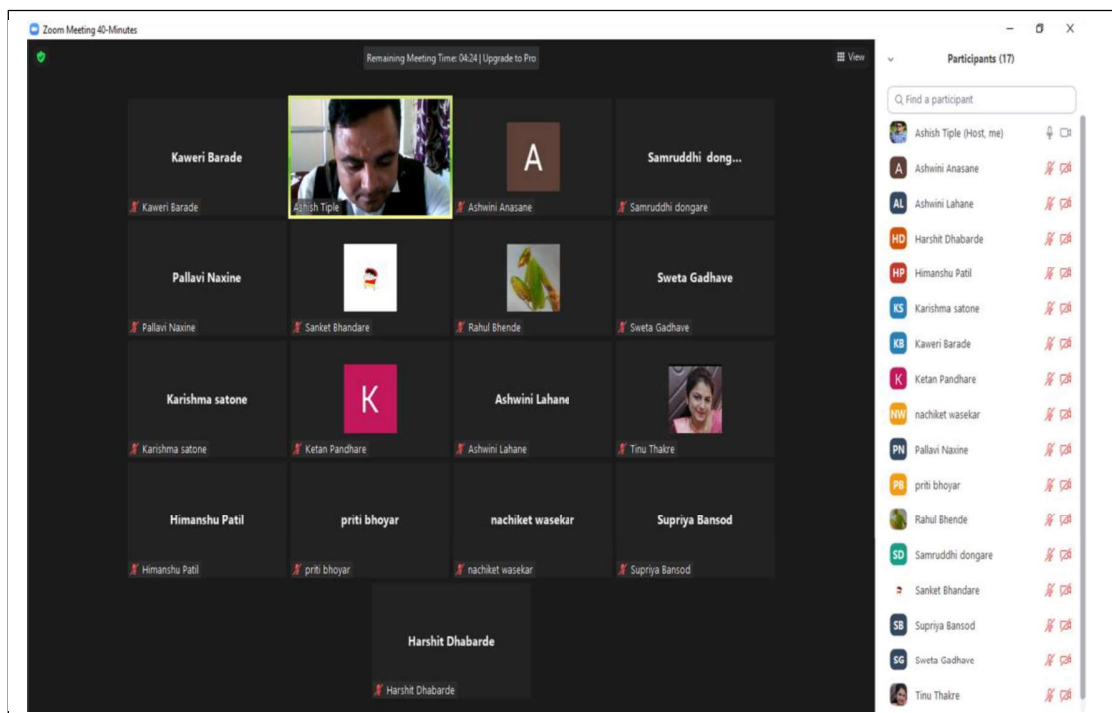 Zoom Meeting 40-Minutes
Remaining Meeting Time: 04:24 | Upgrade to Pro
View
Kaweri Barade
Kaweri Barade
Ashish Tiple
A
Ashwini Anasane
Samruddhi dong...
Samruddhi dongare
Pallavi Naxine
Pallavi Naxine
Sanket Bhandare
Rahul Bhende
Sweta Gadhave
Sweta Gadhave
Karishma satone
Karishma satone
K
Ketan Pandhare
Ashwini Lahane
Ashwini Lahane
Tinu Thakre
Himanshu Patil
Himanshu Patil
priti bhoyar
priti bhoyar
nachiket wasekar
nachiket wasekar
Supriya Bansod
Supriya Bansod
Harshit Dhabarde
Harshit Dhabarde
Participants (17)
Find a participant
Ashish Tiple (Host, me)
A Ashwini Anasane
AL Ashwini Lahane
HD Harshit Dhabarde
HP Himanshu Patil
KS Karishma satone
KB Kaweri Barade
K Ketan Pandhare
NW nachiket wasekar
PN Pallavi Naxine
PB priti bhoyar
Rahul Bhende
SD Samruddhi dongare
Sanket Bhandare
SB Supriya Bansod
SG Sweta Gadhave
Tinu Thakre